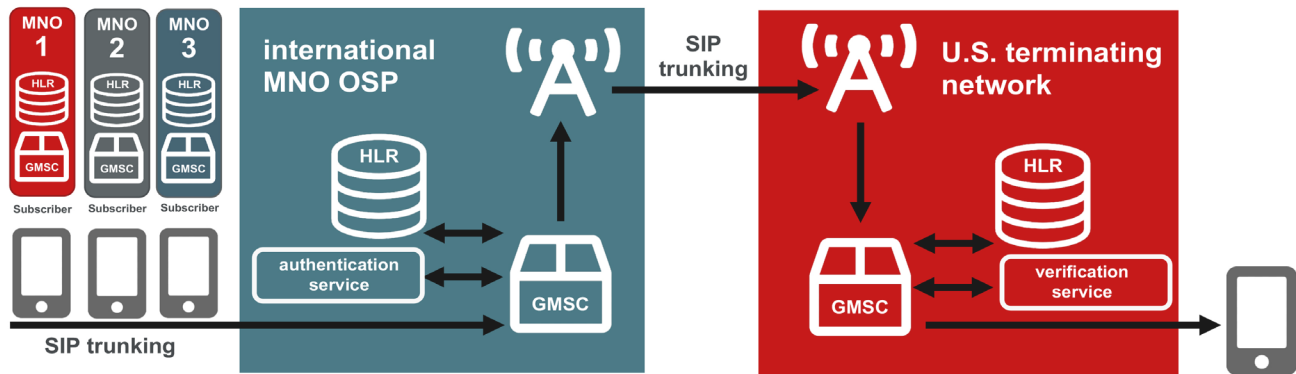 MNO
1
HLR
GMSC
Subscriber
MNO
2
HLR
GMSC
Subscriber
MNO
3
HLR
GMSC
Subscriber
SIP trunking
international
MNO OSP
HLR
authentication
service
GMSC
SIP
trunking
U.S. terminating
network
HLR
GMSC
verification
service